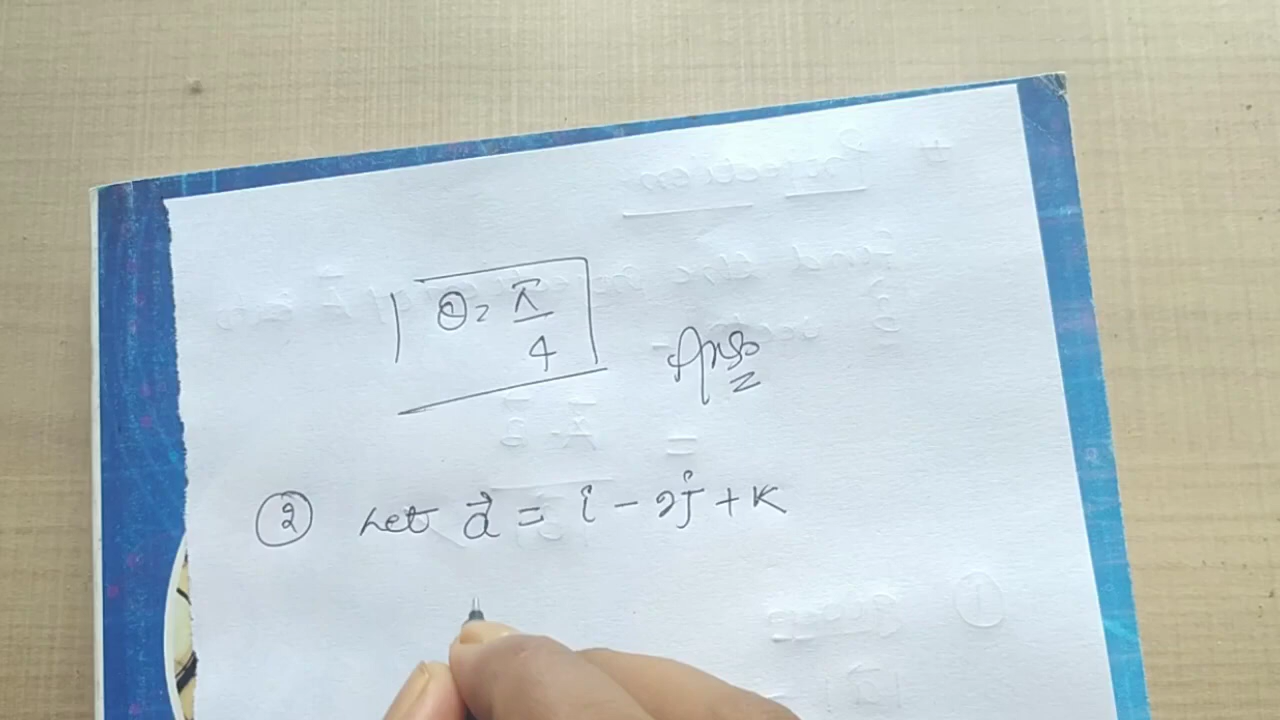 θ = π/4 Ans
② Let a⃗ = i - 2j + k